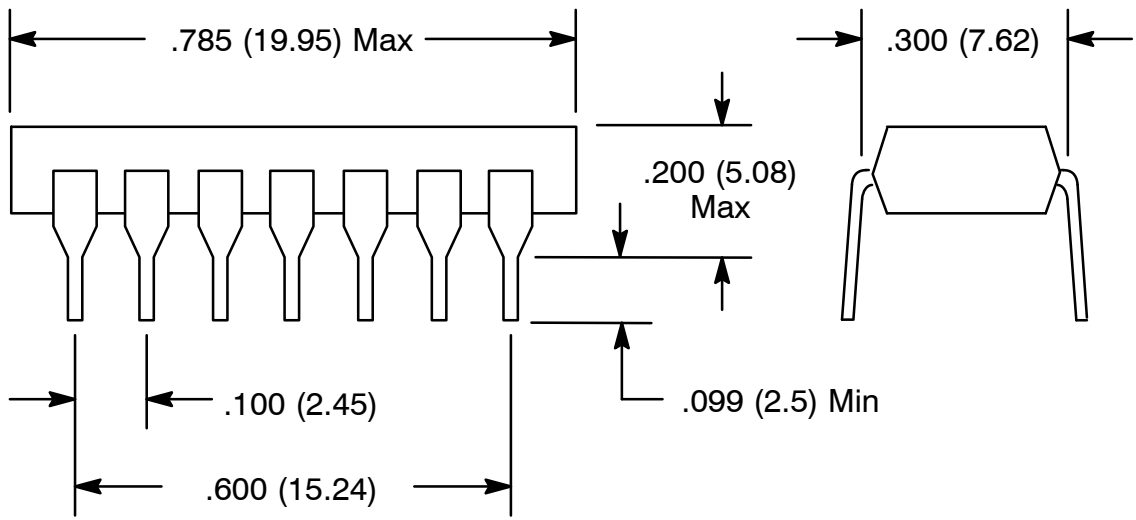 .785 (19.95) Max
.300 (7.62)
.200 (5.08)
Max
.100 (2.45)
.099 (2.5) Min
.600 (15.24)